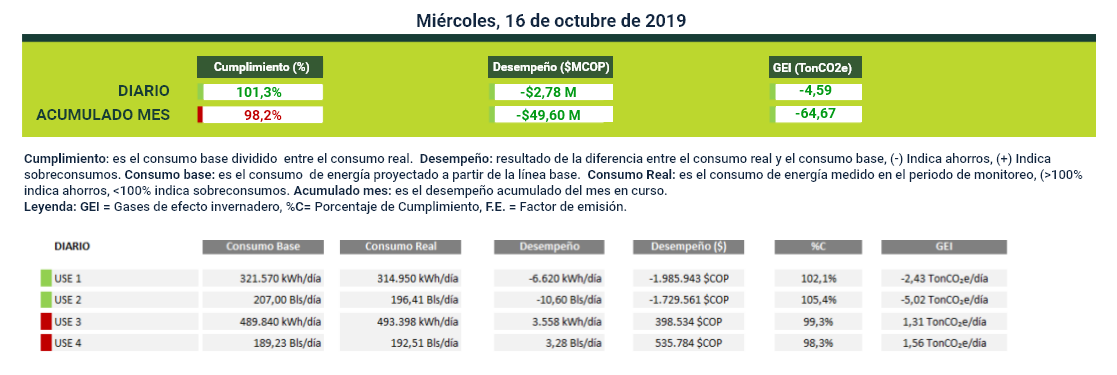 Miércoles, 16 de octubre de 2019
Cumplimiento (%) Desempeño ($MCOP) GEI (TonCO2e)
DIARIO 101,3% -$2,78 M -4,59
ACUMULADO MES 98,2% -$49,60 M -64,67
Cumplimiento: es el consumo base dividido entre el consumo real. Desempeño: resultado de la diferencia entre el consumo real y el consumo base, (-) Indica ahorros, (+) Indica
sobreconsumos. Consumo base: es el consumo de energía proyectado a partir de la línea base. Consumo Real: es el consumo de energía medido en el periodo de monitoreo, (>100%
indica ahorros, <100% indica sobreconsumos. Acumulado mes: es el desempeño acumulado del mes en curso.
Leyenda: GEI = Gases de efecto invernadero, %C= Porcentaje de Cumplimiento, F.E. = Factor de emisión.
DIARIO Consumo Base Consumo Real Desempeño Desempeño ($) %C GEI
USE 1 321.570 kWh/día 314.950 kWh/día -6.620 kWh/día -1.985.943 $COP 102,1% -2,43 TonCO₂e/día
USE 2 207,00 Bls/día 196,41 Bls/día -10,60 Bls/día -1.729.561 $COP 105,4% -5,02 TonCO₂e/día
USE 3 489.840 kWh/día 493.398 kWh/día 3.558 kWh/día 398.534 $COP 99,3% 1,31 TonCO₂e/día
USE 4 189,23 Bls/día 192,51 Bls/día 3,28 Bls/día 535.784 $COP 98,3% 1,56 TonCO₂e/día